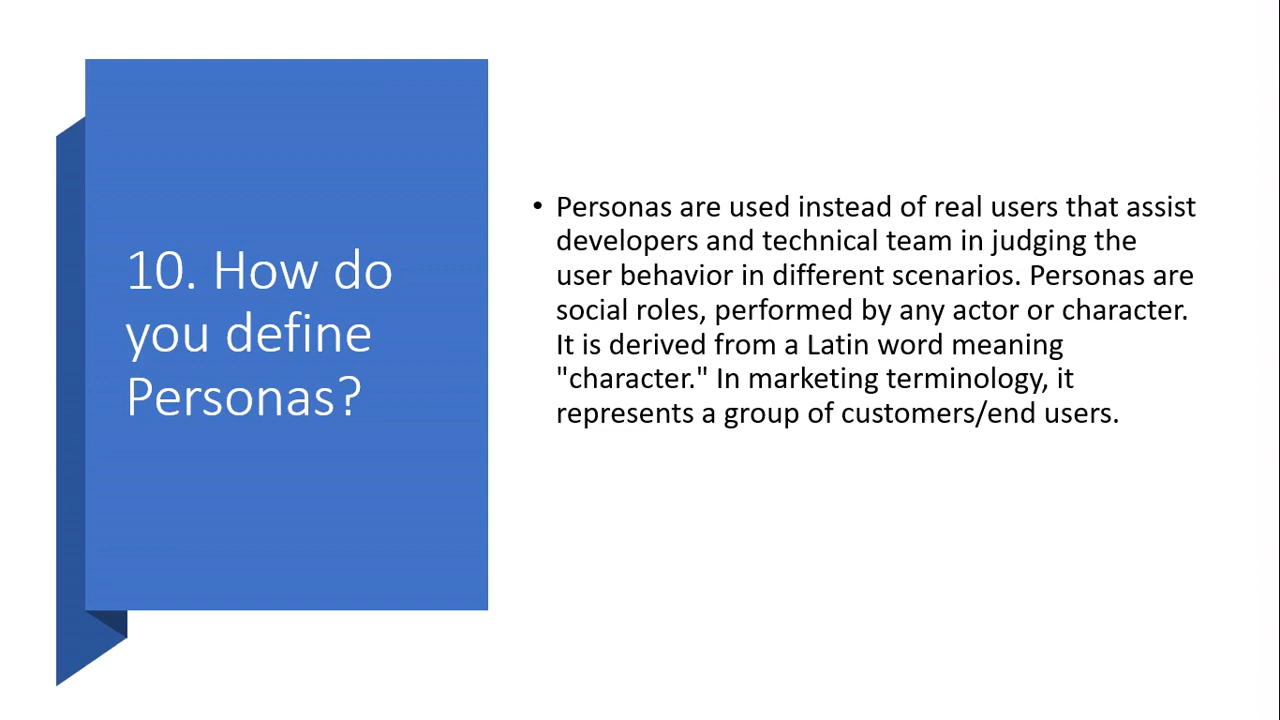 10. How do
you define
Personas?
• Personas are used instead of real users that assist
developers and technical team in judging the
user behavior in different scenarios. Personas are
social roles, performed by any actor or character.
It is derived from a Latin word meaning
"character." In marketing terminology, it
represents a group of customers/end users.